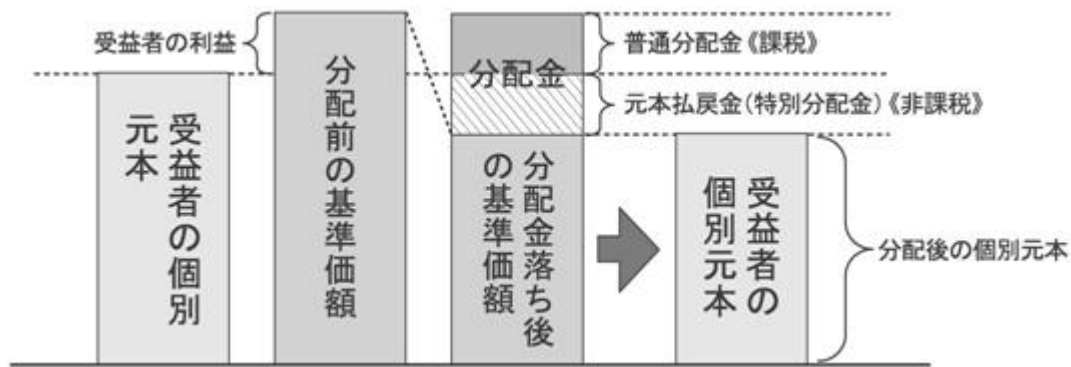 受益者の利益
受益者の個別
元本
分配前の基準価額
分配金
分配金落ち後
の基準価額
普通分配金《課税》
元本払戻金(特別分配金)《非課税》
受益者の
個別元本
分配後の個別元本